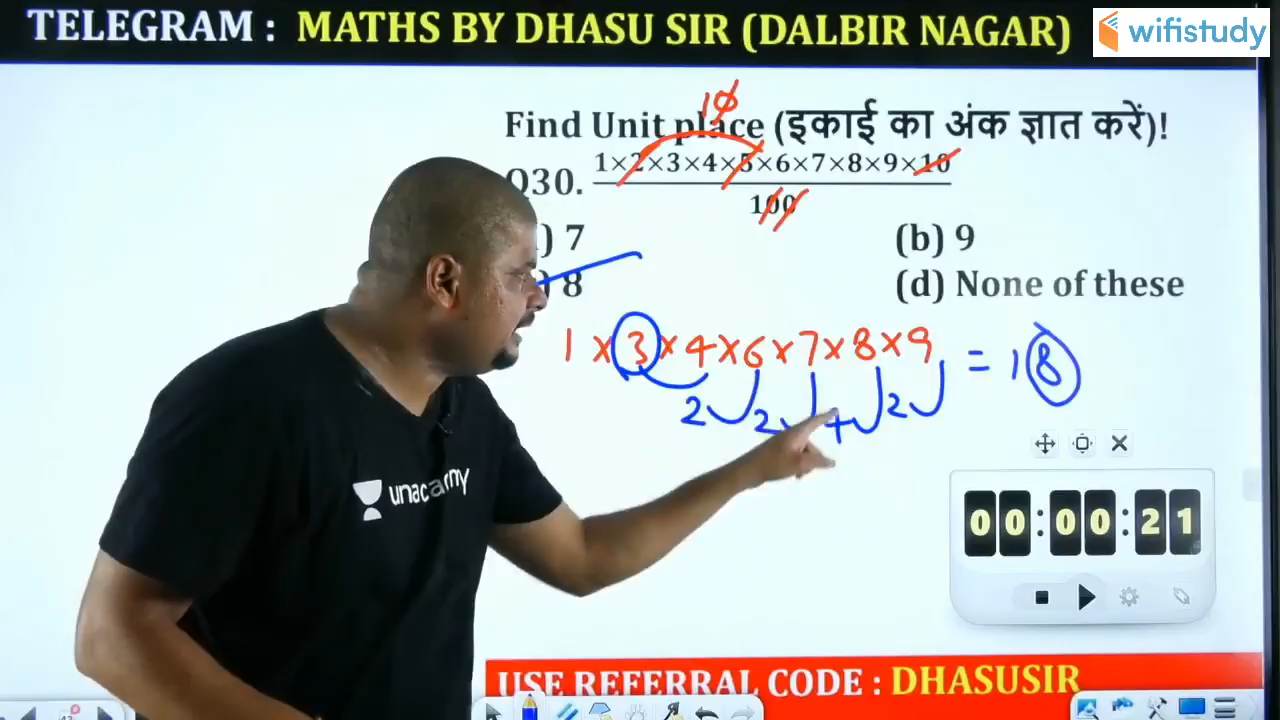 TELEGRAM : MATHS BY DHASU SIR (DALBIR NAGAR)
wifistudy
10
Find Unit place (इकाई का अंक ज्ञात करें)!
Q30. 1×2×3×4×5×6×7×8×9×10
100
) 7
(b) 9
) 8
(d) None of these
1 × 3 × 4 × 6 × 7 × 8 × 9 = 18
2 2 4 2
00:00:21
unacademy
USE REFERRAL CODE : DHASUSIR
43